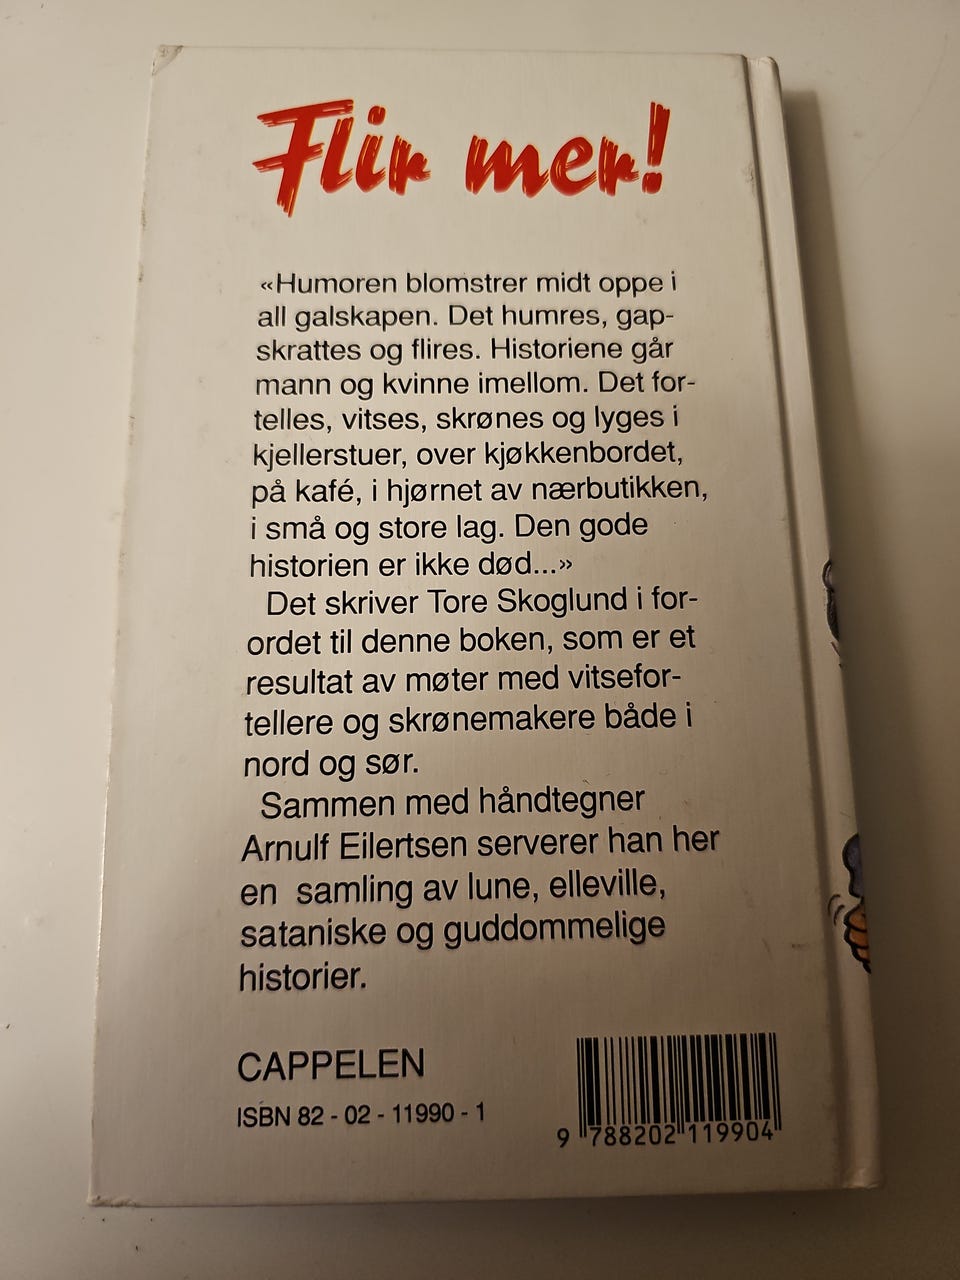 Flir mer!
«Humoren blomstrer midt oppe i
all galskapen. Det humres, gap-
skrattes og flires. Historiene går
mann og kvinne imellom. Det for-
telles, vitses, skrønes og lyges i
kjellerstuer, over kjøkkenbordet,
på kafé, i hjørnet av nærbutikken,
i små og store lag. Den gode
historien er ikke død...»
Det skriver Tore Skoglund i for-
ordet til denne boken, som er et
resultat av møter med vitsefor-
tellere og skrønemakere både i
nord og sør.
Sammen med håndtegner
Arnulf Eilertsen serverer han her
en samling av lune, elleville,
sataniske og guddommelige
historier.
CAPPELEN
ISBN 82 - 02 - 11990 - 1
9 788202 119904